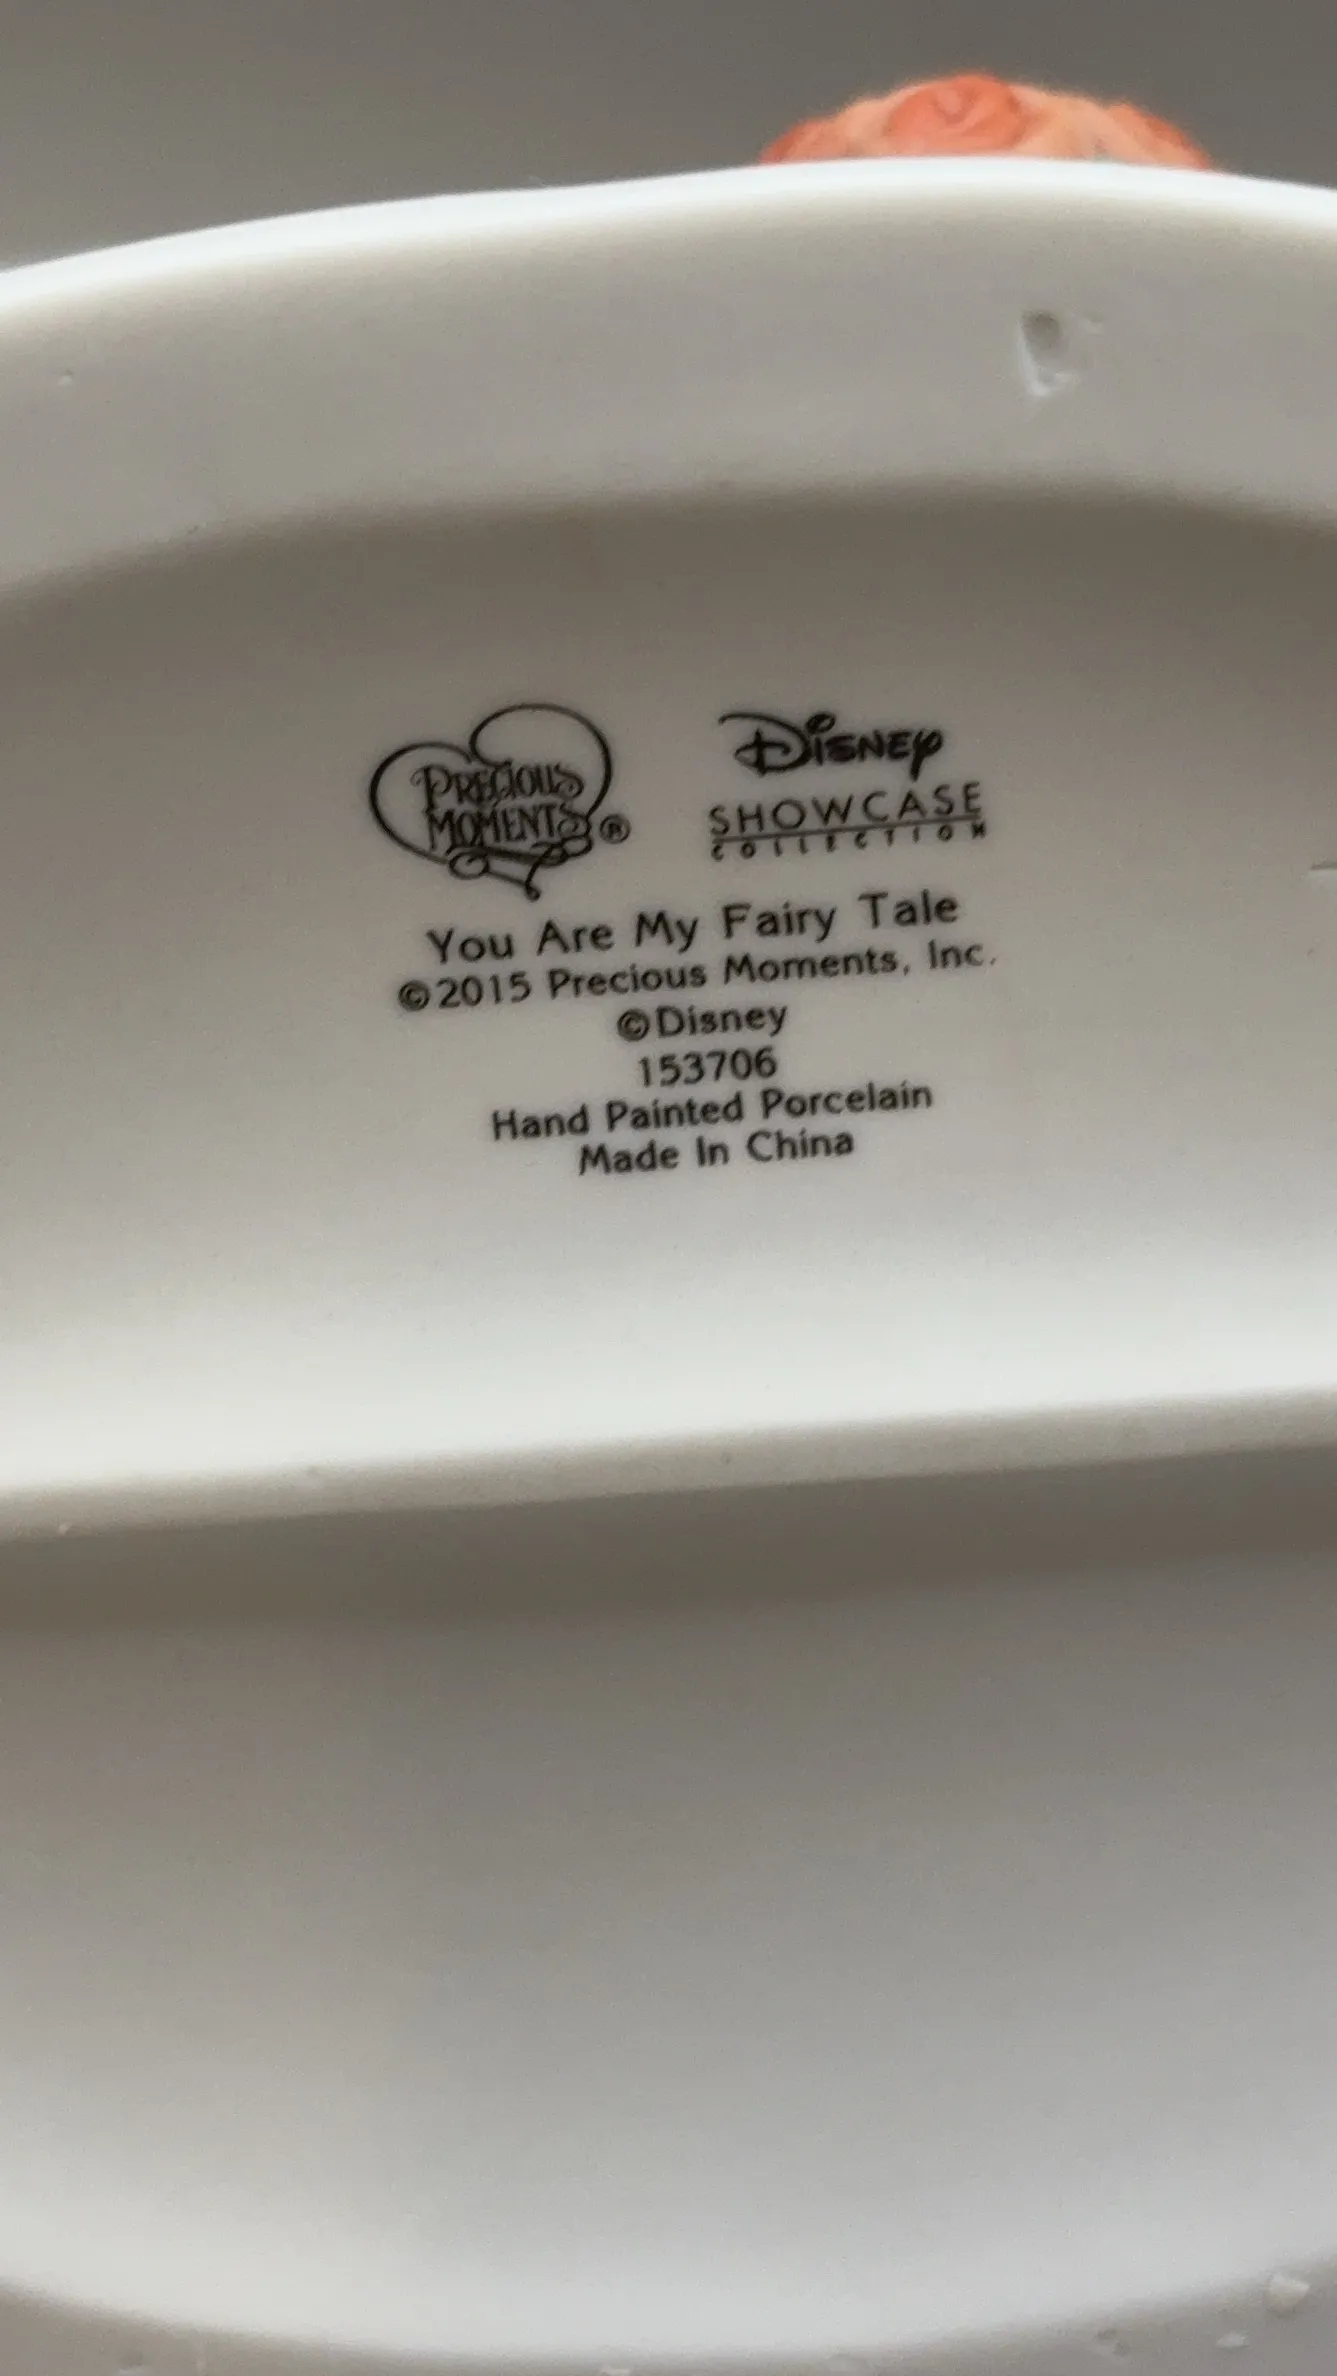 PRECIOUS
MOMENTS®
Disney
SHOWCASE
COLLECTION
You Are My Fairy Tale
©2015 Precious Moments, Inc.
©Disney
153706
Hand Painted Porcelain
Made In China